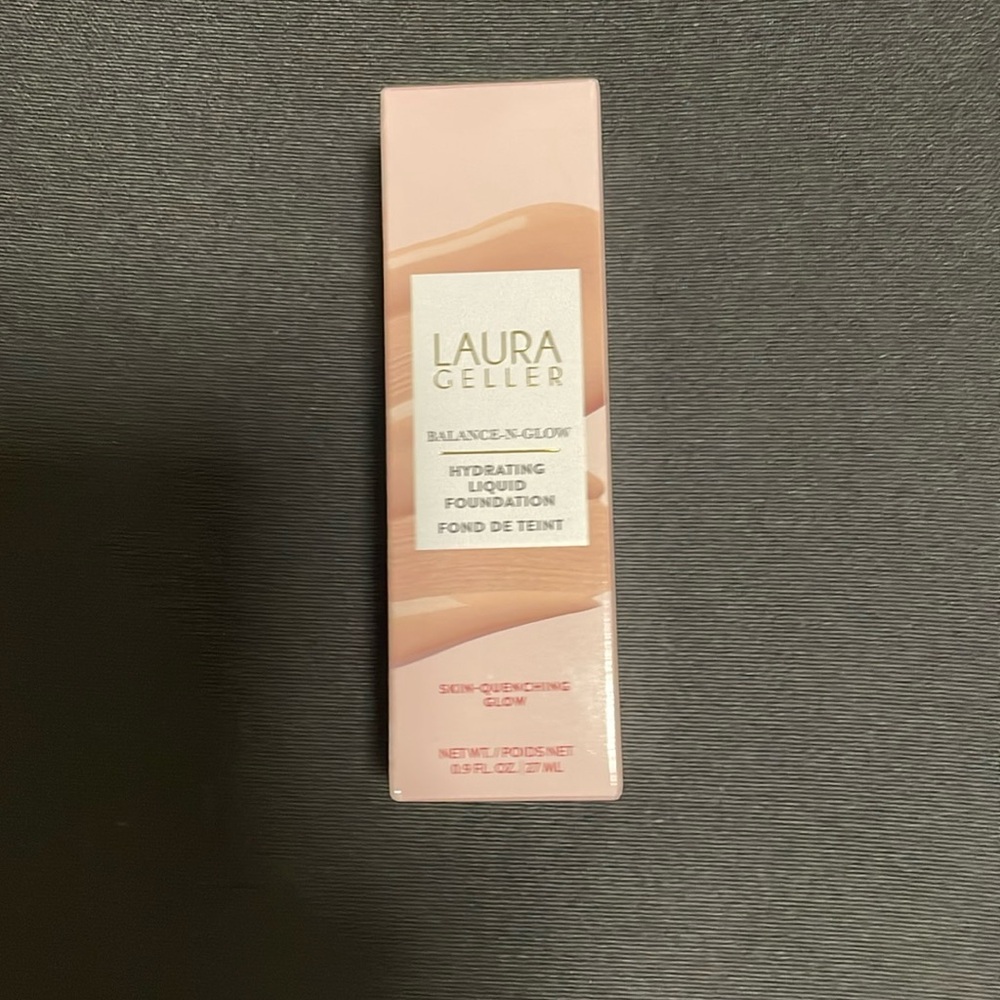 LAURA
GELLER
BALANCE-N-GLOW
HYDRATING
LIQUID
FOUNDATION
FOND DE TEINT
SKIN-QUENCHING
GLOW
NET WT. / POIDS NET
0.9 FL. OZ. | 27 ML